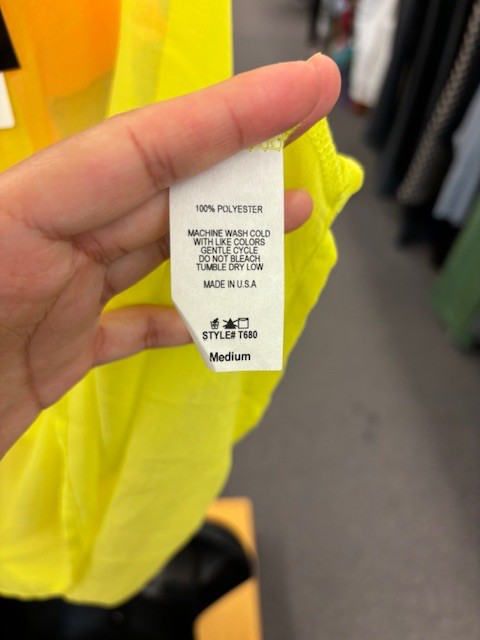 100% POLYESTER
MACHINE WASH COLD
WITH LIKE COLORS
GENTLE CYCLE
DO NOT BLEACH
TUMBLE DRY LOW
MADE IN U.S.A
STYLE# T680
Medium